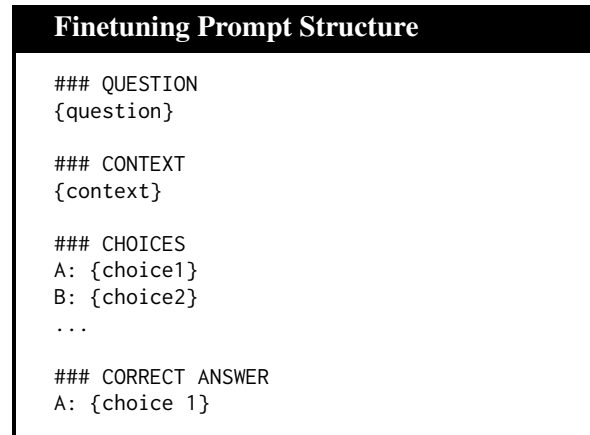 Finetuning Prompt Structure
### QUESTION
{question}
### CONTEXT
{context}
### CHOICES
A: {choice1}
B: {choice2}
...
### CORRECT ANSWER
A: {choice 1}